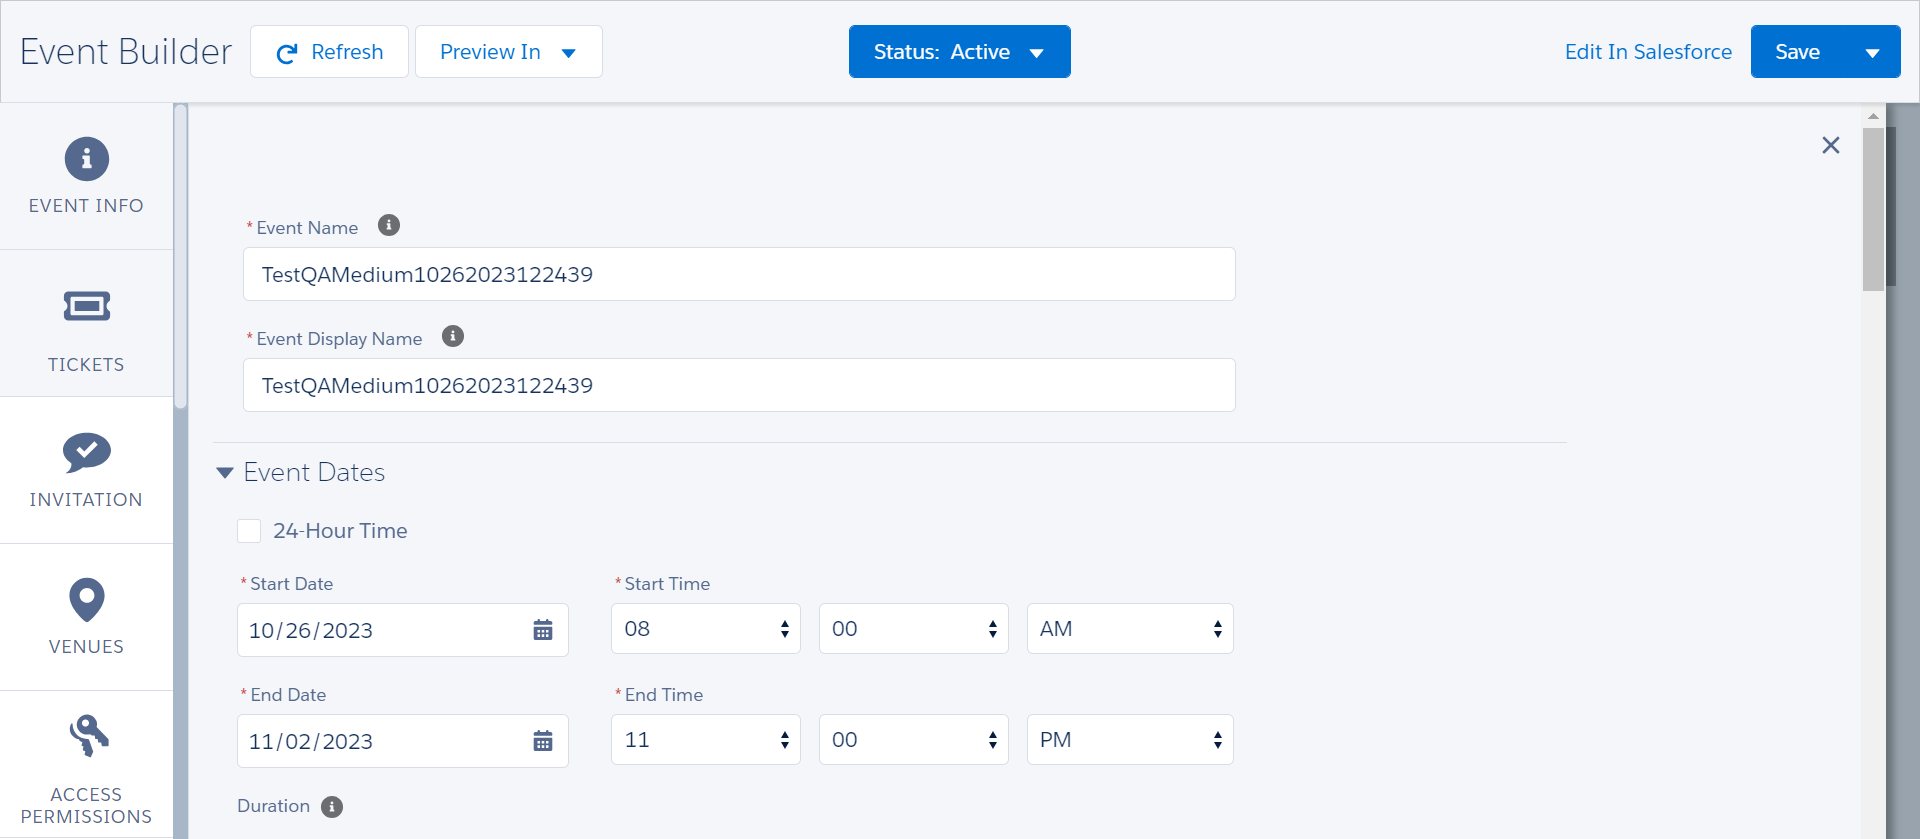 Event Builder
Refresh
Preview In
Status: Active
Edit In Salesforce
Save
EVENT INFO
TICKETS
INVITATION
VENUES
ACCESS
PERMISSIONS
* Event Name
TestQAMedium10262023122439
* Event Display Name
TestQAMedium10262023122439
Event Dates
24-Hour Time
* Start Date
* Start Time
10/26/2023
08
00
AM
* End Date
* End Time
11/02/2023
11
00
PM
Duration